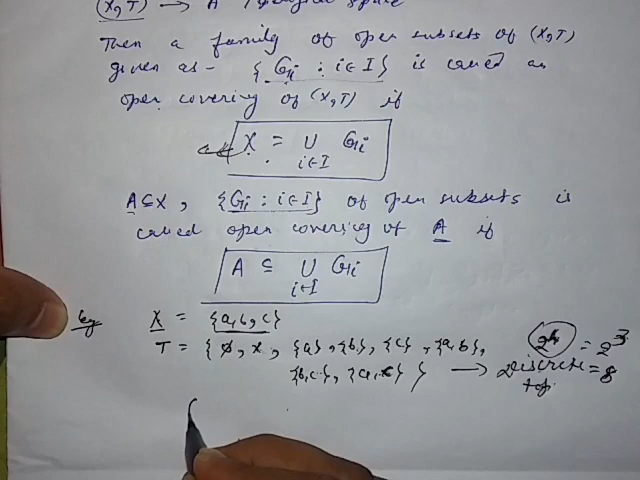 (X, T) → A Topological space
Then a family of open subsets of (X, T)
given as - { Gi : i ∈ I } is called an
open covering of (X, T) if
X = ∪ Gi
i ∈ I
A ⊆ X, { Gi : i ∈ I } of open subsets is
called open covering of A if
A ⊆ ∪ Gi
i ∈ I
eg X = {a, b, c}
T = { φ, X, {a}, {b}, {c}, {a, b}, = 2³
{b, c}, {a, c} } → Discrete = 8
top.